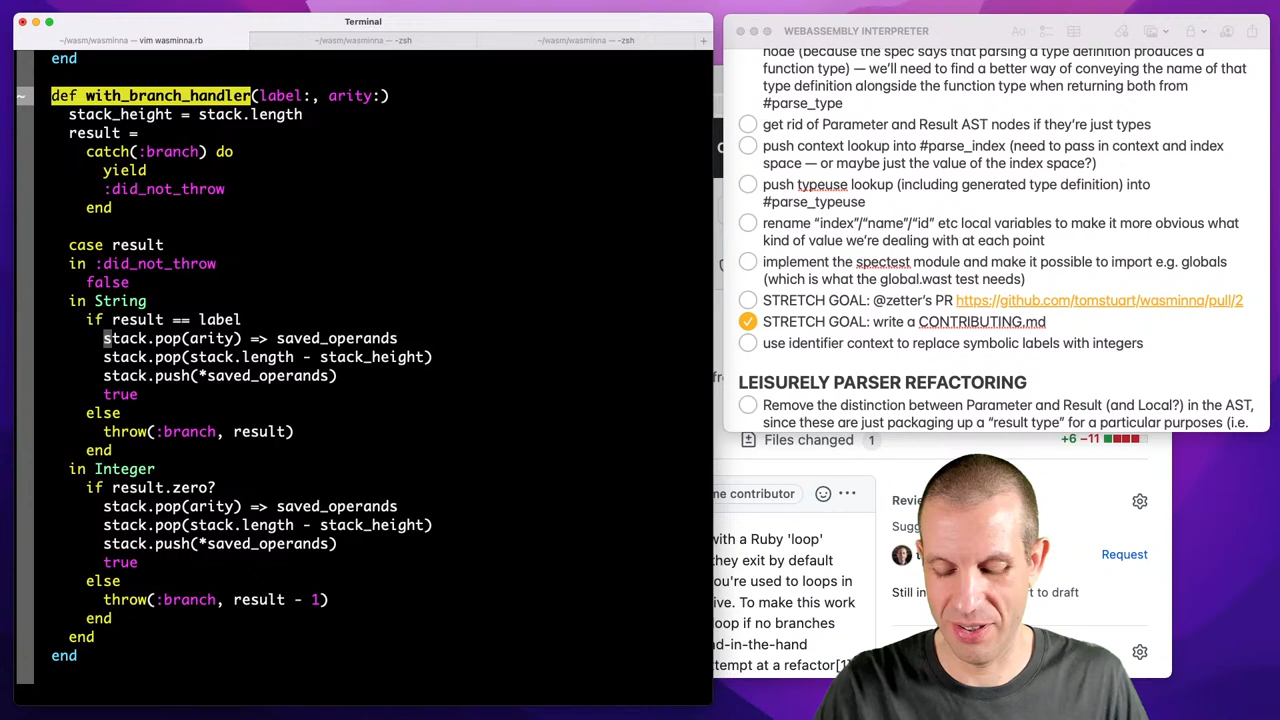 Terminal
~/wasm/wasminna — vim wasminna.rb
~/wasm/wasminna — -zsh
~/wasm/wasminna — -zsh
+
end
~
def with_branch_handler(label:, arity:)
stack_height = stack.length
result =
catch(:branch) do
yield
:did_not_throw
end
case result
in :did_not_throw
false
in String
if result == label
stack.pop(arity) => saved_operands
stack.pop(stack.length - stack_height)
stack.push(*saved_operands)
true
else
throw(:branch, result)
end
in Integer
if result.zero?
stack.pop(arity) => saved_operands
stack.pop(stack.length - stack_height)
stack.push(*saved_operands)
true
else
throw(:branch, result - 1)
end
end
end
WEBASSEMBLY INTERPRETER
Aa
node (because the spec says that parsing a type definition produces a
function type) — we’ll need to find a better way of conveying the name of that
type definition alongside the function type when returning both from
#parse_type
get rid of Parameter and Result AST nodes if they’re just types
push context lookup into #parse_index (need to pass in context and index
space — or maybe just the value of the index space?)
push typeuse lookup (including generated type definition) into
#parse_typeuse
rename “index”/“name”/“id” etc local variables to make it more obvious what
kind of value we’re dealing with at each point
implement the spectest module and make it possible to import e.g. globals
(which is what the global.wast test needs)
STRETCH GOAL: @zetter’s PR https://github.com/tomstuart/wasminna/pull/2
STRETCH GOAL: write a CONTRIBUTING.md
use identifier context to replace symbolic labels with integers
LEISURELY PARSER REFACTORING
Remove the distinction between Parameter and Result (and Local?) in the AST,
since these are just packaging up a “result type” for a particular purposes (i.e.
Files changed 1
+6 −11
me contributor
with a Ruby 'loop'
they exit by default
ou're used to loops in
ive. To make this work
oop if no branches
nd-in-the-hand
ttempt at a refactor[1]
Revie
Sugg
Request
Still in
rt to draft